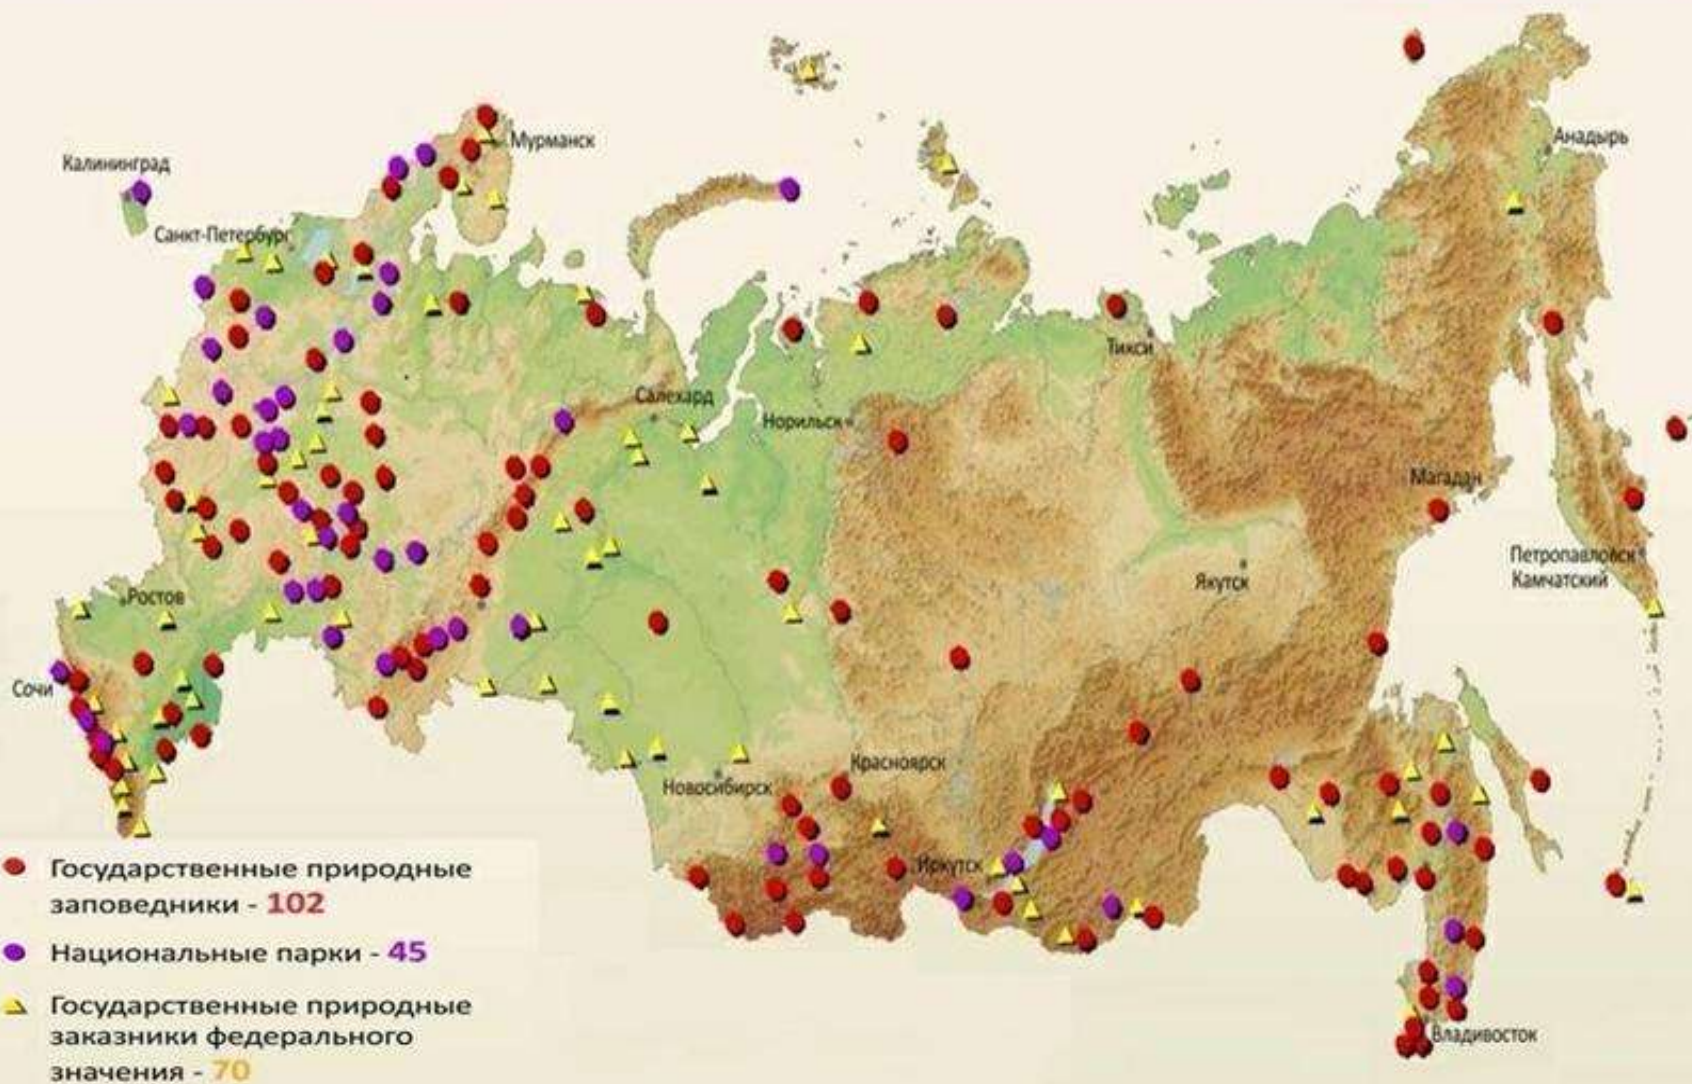 Мурманск
Калининград
Анадырь
Санкт-Петербург
Тикси
Салехард
Норильск
Магадан
Петропавловск
Камчатский
Якутск
Ростов
Сочи
Красноярск
Новосибирск
Иркутск
Государственные природные
заповедники - 102
Национальные парки - 45
Государственные природные
заказники федерального
значения - 70
Владивосток